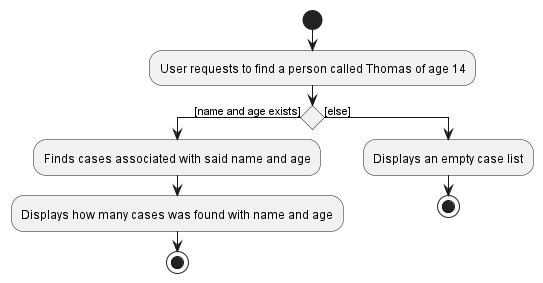 User requests to find a person called Thomas of age 14
[name and age exists]
[else]
Finds cases associated with said name and age
Displays an empty case list
Displays how many cases was found with name and age